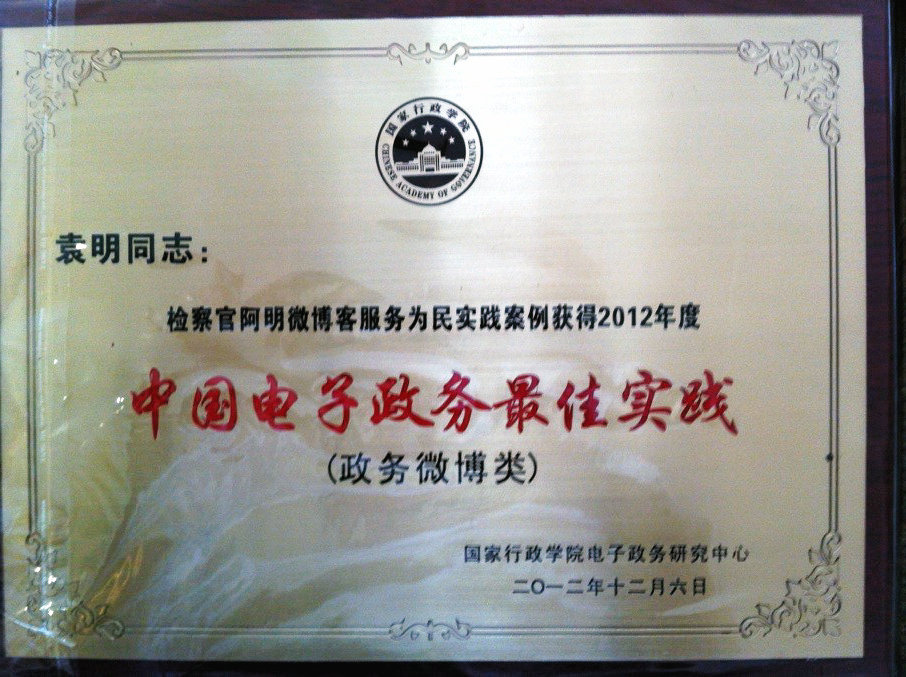 国家行政学院
CHINESE ACADEMY OF GOVERNANCE
袁明同志：
检察官阿明微博客服务为民实践案例获得2012年度
中国电子政务最佳实践
(政务微博类)
国家行政学院电子政务研究中心
二〇一二年十二月六日